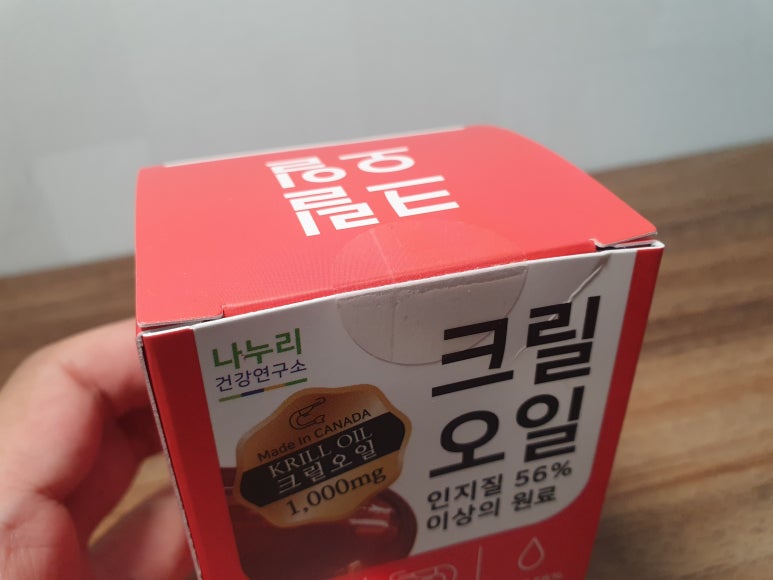 나누리
건강연구소
Made in CANADA
KRILL OIL
크릴오일
1,000mg
크릴
오일
인지질 56%
이상의 원료